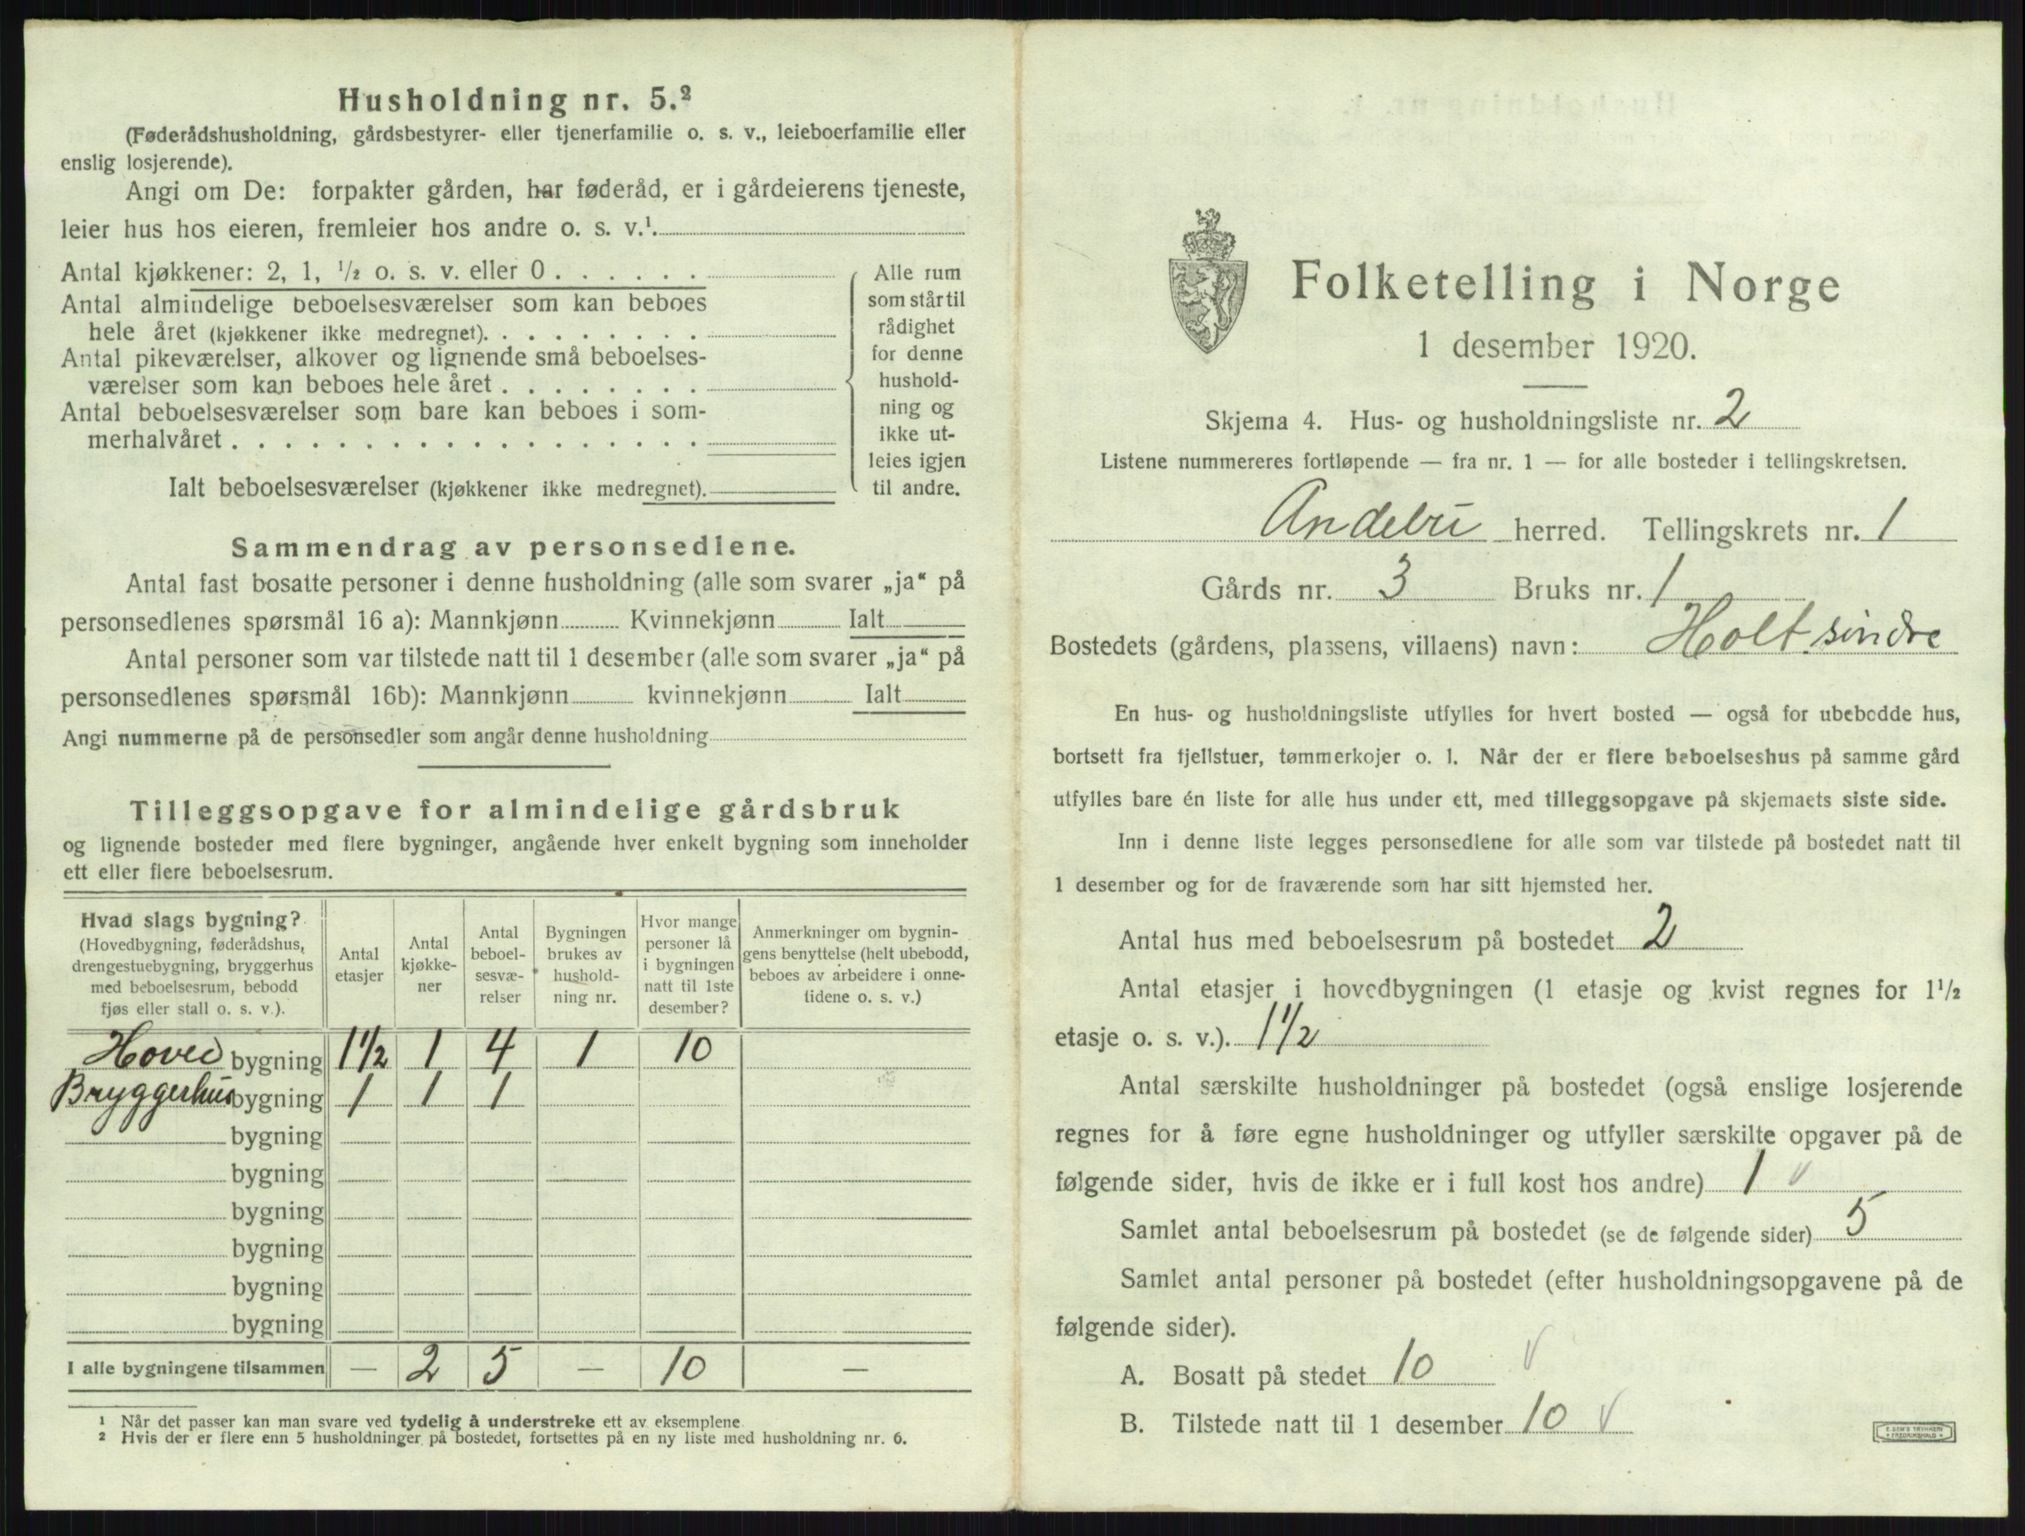 Husholdning nr. 5.²
(Føderådshusholdning, gårdsbestyrer- eller tjenerfamilie o. s. v., leieboerfamilie eller
enslig losjerende).
Angi om De: forpakter gården, har føderåd, er i gårdeierens tjeneste,
leier hus hos eieren, fremleier hos andre o. s. v.¹.
Antal kjøkkener: 2, 1, ¹/₂ o. s. v. eller 0 . . . . . .
Antal almindelige beboelsesværelser som kan beboes
hele året (kjøkkener ikke medregnet). . . . . . . . .
Antal pikeværelser, alkover og lignende små beboelses-
værelser som kan beboes hele året . . . . . . . .
Antal beboelsesværelser som bare kan beboes i som-
merhalvåret . . . . . . . . . . . . . . . . . .
Ialt beboelsesværelser (kjøkkener ikke medregnet).
Alle rum
som står til
rådighet
for denne
hushold-
ning og
ikke ut-
leies igjen
til andre.
Sammendrag av personsedlene.
Antal fast bosatte personer i denne husholdning (alle som svarer „ja“ på
personsedlenes spørsmål 16 a): Mannkjønn Kvinnekjønn Ialt
Antal personer som var tilstede natt til 1 desember (alle som svarer „ja“ på
personsedlenes spørsmål 16b): Mannkjønn kvinnekjønn Ialt
Angi nummerne på de personsedler som angår denne husholdning
Tilleggsopgave for almindelige gårdsbruk
og lignende bosteder med flere bygninger, angående hver enkelt bygning som inneholder
ett eller flere beboelsesrum.
Hvad slags bygning?
(Hovedbygning, føderådshus,
drengestuebygning, bryggerhus
med beboelsesrum, bebodd
fjøs eller stall o. s. v.).
Antal
etasjer
Antal
kjøkke-
ner
Antal
beboel-
sesvæ-
relser
Bygningen
brukes av
hushold-
ning nr.
Hvor mange
personer lå
i bygningen
natt til 1ste
desember?
Anmerkninger om bygnin-
gens benyttelse (helt ubebodd,
beboes av arbeidere i onne-
tidene o. s. v.)
Hoved bygning 1½ 1 4 1 10
Bryggerhus bygning 1 1 1
bygning
bygning
bygning
bygning
bygning
bygning
I alle bygningene tilsammen — 2 5 — 10 —
¹ Når det passer kan man svare ved tydelig å understreke ett av eksemplene
² Hvis der er flere enn 5 husholdninger på bostedet, fortsettes på en ny liste med husholdning nr. 6.
Folketelling i Norge
1 desember 1920.
Skjema 4. Hus- og husholdningsliste nr. 2
Listene nummereres fortløpende — fra nr. 1 — for alle bosteder i tellingskretsen.
Andebu herred. Tellingskrets nr. 1
Gårds nr. 3 Bruks nr. 1
Bostedets (gårdens, plassens, villaens) navn: Holt søndre
En hus- og husholdningsliste utfylles for hvert bosted — også for ubebodde hus,
bortsett fra fjellstuer, tømmerkojer o. l. Når der er flere beboelseshus på samme gård
utfylles bare én liste for alle hus under ett, med tilleggsopgave på skjemaets siste side.
Inn i denne liste legges personsedlene for alle som var tilstede på bostedet natt til
1 desember og for de fraværende som har sitt hjemsted her.
Antal hus med beboelsesrum på bostedet 2
Antal etasjer i hovedbygningen (1 etasje og kvist regnes for 1¹/₂
etasje o. s. v.). 1½
Antal særskilte husholdninger på bostedet (også enslige losjerende
regnes for å føre egne husholdninger og utfyller særskilte opgaver på de
følgende sider, hvis de ikke er i full kost hos andre) 1 v
Samlet antal beboelsesrum på bostedet (se de følgende sider) 5
Samlet antal personer på bostedet (efter husholdningsopgavene på de
følgende sider).
A. Bosatt på stedet 10 v
B. Tilstede natt til 1 desember 10 v